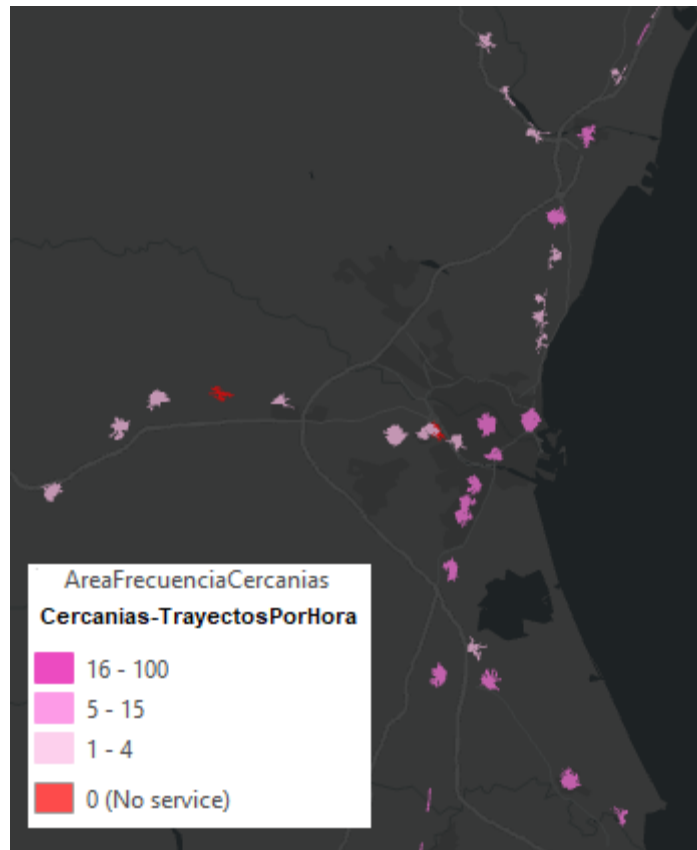 AreaFrecuenciaCercanias
Cercanias-TrayectosPorHora
16 - 100
5 - 15
1 - 4
0 (No service)